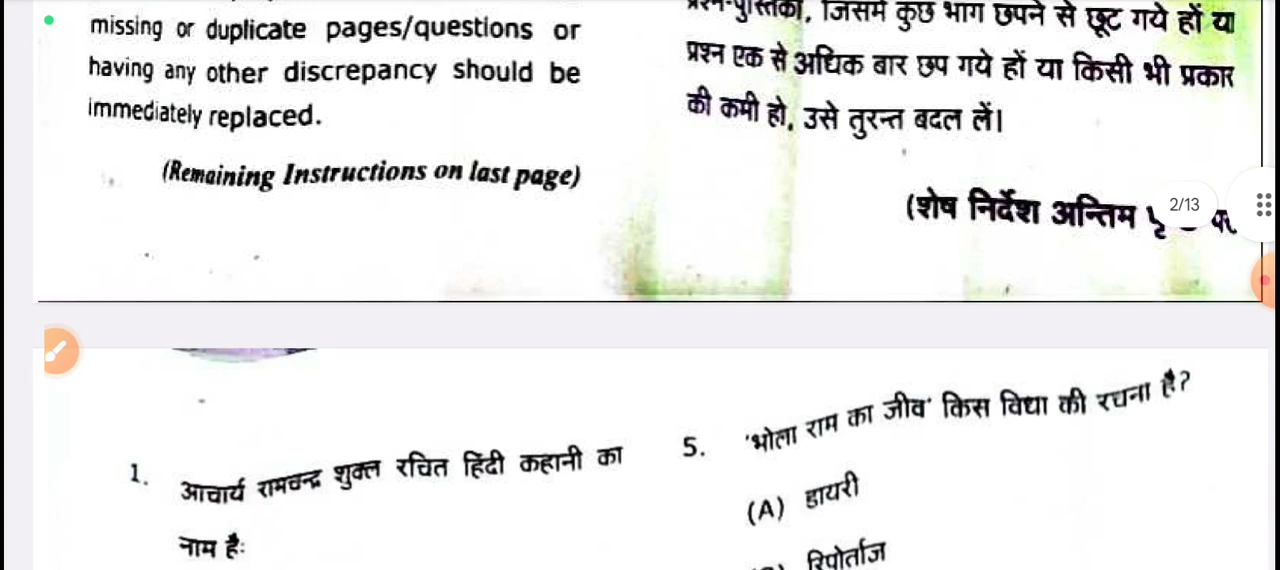 missing or duplicate pages/questions or
having any other discrepancy should be
immediately replaced.
(Remaining Instructions on last page)
प्रश्न-पुस्तिका, जिसमें कुछ भाग छपने से छूट गये हों या
प्रश्न एक से अधिक बार छप गये हों या किसी भी प्रकार
की कमी हो, उसे तुरन्त बदल लें।
(शेष निर्देश अन्तिम
2/13
1. आचार्य रामचन्द्र शुक्ल रचित हिंदी कहानी का
नाम है:
5. 'भोला राम का जीव' किस विधा की रचना है?
(A) डायरी
रिपोर्ताज